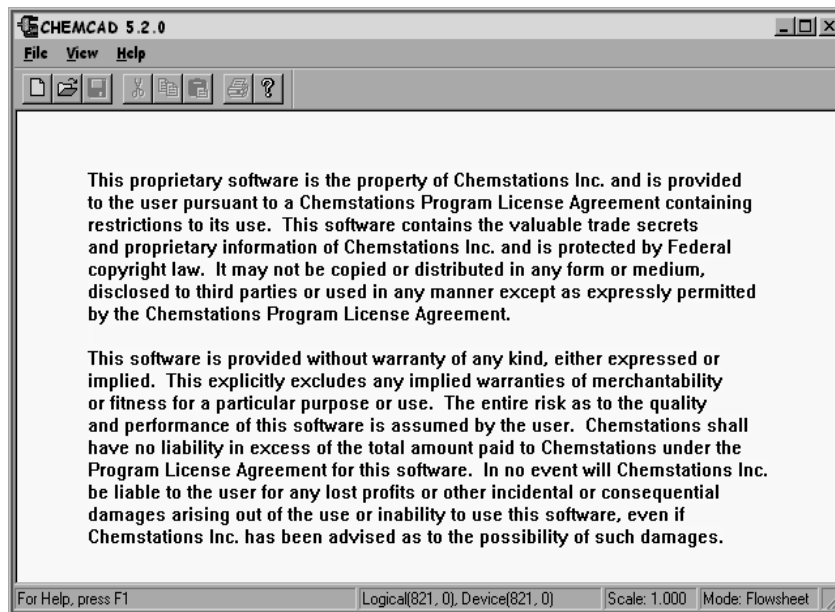 CHEMCAD 5.2.0
File View Help
This proprietary software is the property of Chemstations Inc. and is provided
to the user pursuant to a Chemstations Program License Agreement containing
restrictions to its use.  This software contains the valuable trade secrets
and proprietary information of Chemstations Inc. and is protected by Federal
copyright law.  It may not be copied or distributed in any form or medium,
disclosed to third parties or used in any manner except as expressly permitted
by the Chemstations Program License Agreement.
This software is provided without warranty of any kind, either expressed or
implied.  This explicitly excludes any implied warranties of merchantability
or fitness for a particular purpose or use.  The entire risk as to the quality
and performance of this software is assumed by the user.  Chemstations shall
have no liability in excess of the total amount paid to Chemstations under the
Program License Agreement for this software.  In no event will Chemstations Inc.
be liable to the user for any lost profits or other incidental or consequential
damages arising out of the use or inability to use this software, even if
Chemstations Inc. has been advised as to the possibility of such damages.
For Help, press F1 Logical(821, 0), Device(821, 0) Scale: 1.000 Mode: Flowsheet